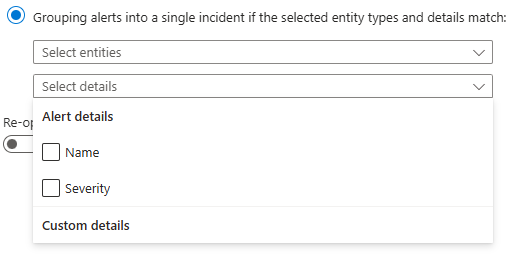 Grouping alerts into a single incident if the selected entity types and details match:
Select entities
Select details
Alert details
Re-op
Name
Severity
Custom details